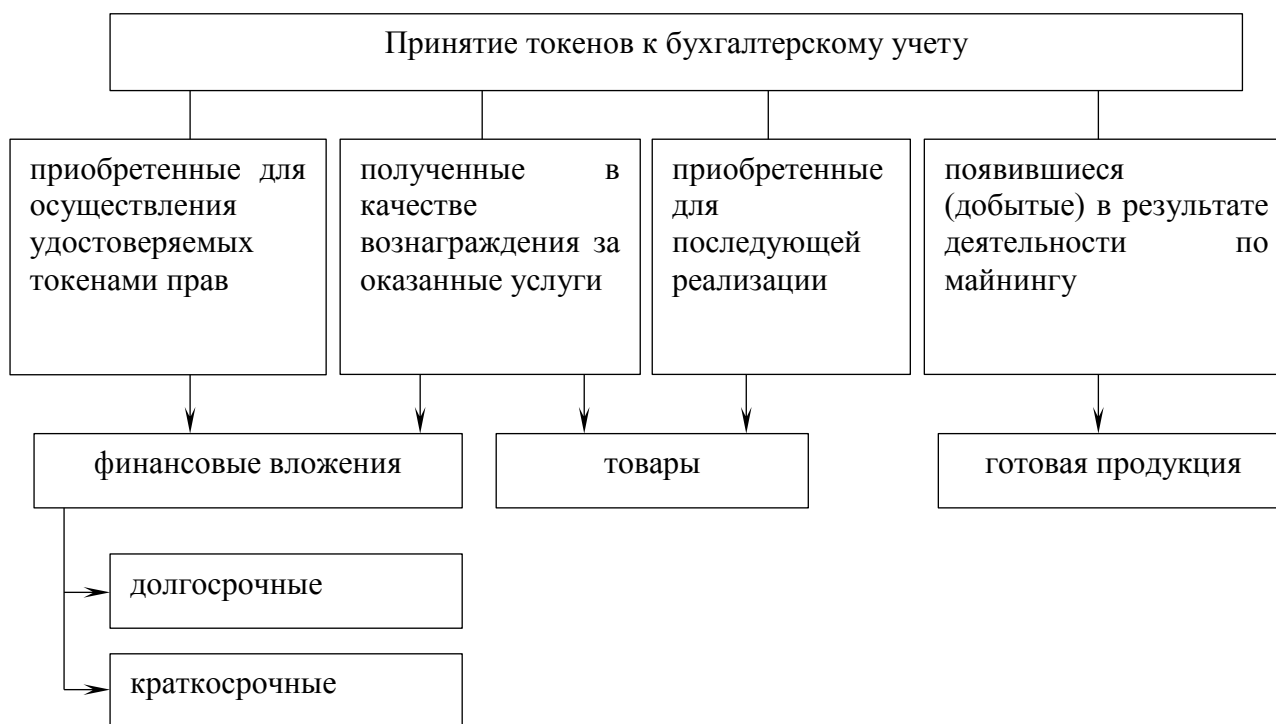 Принятие токенов к бухгалтерскому учету
приобретенные для
осуществления
удостоверяемых
токенами прав
полученные в
качестве
вознаграждения за
оказанные услуги
приобретенные
для
последующей
реализации
появившиеся
(добытые) в результате
деятельности по
майнингу
финансовые вложения
товары
готовая продукция
долгосрочные
краткосрочные